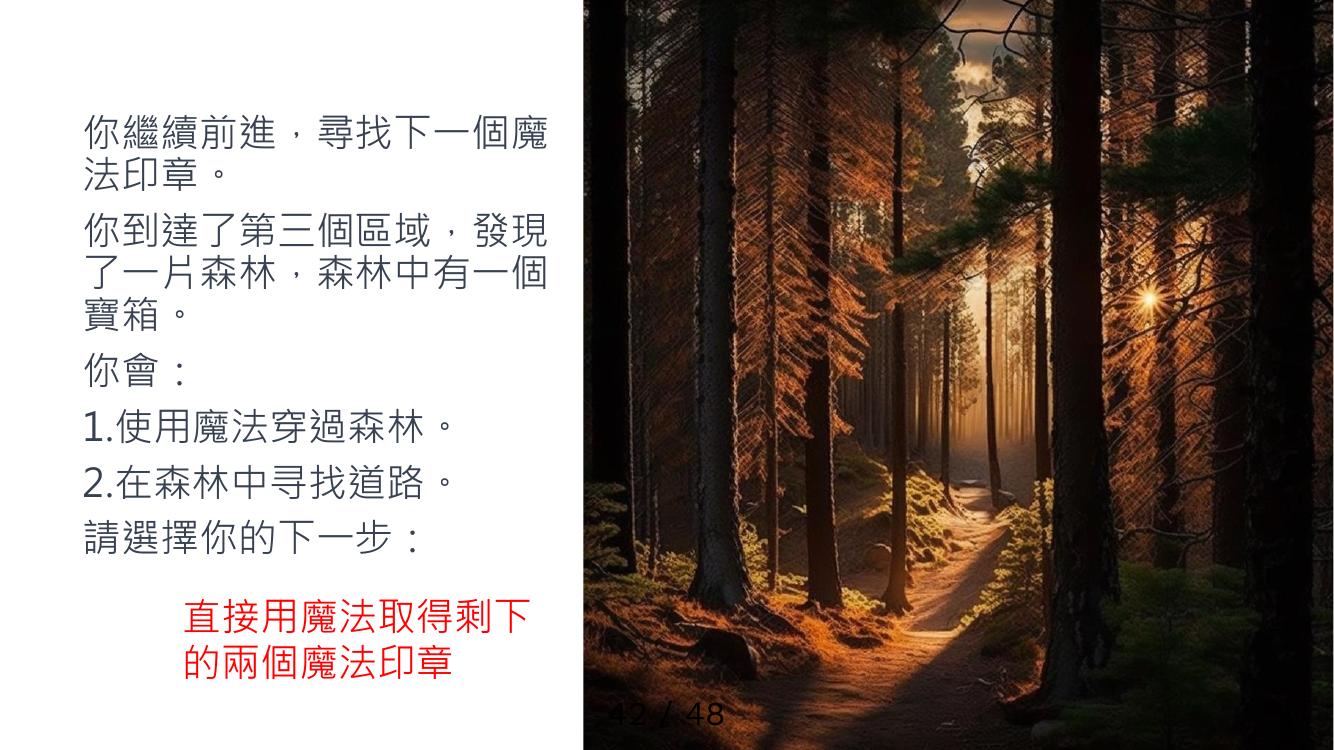 你繼續前進，尋找下一個魔
法印章。
你到達了第三個區域，發現
了一片森林，森林中有一個
寶箱。
你會：
1.使用魔法穿過森林。
2.在森林中寻找道路。
請選擇你的下一步：
直接用魔法取得剩下
的兩個魔法印章
42 / 48